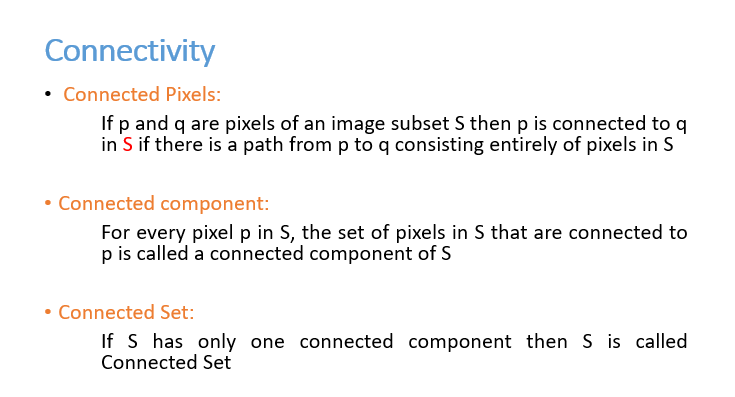 Connectivity
• Connected Pixels:
If p and q are pixels of an image subset S then p is connected to q
in S if there is a path from p to q consisting entirely of pixels in S
• Connected component:
For every pixel p in S, the set of pixels in S that are connected to
p is called a connected component of S
• Connected Set:
If S has only one connected component then S is called
Connected Set